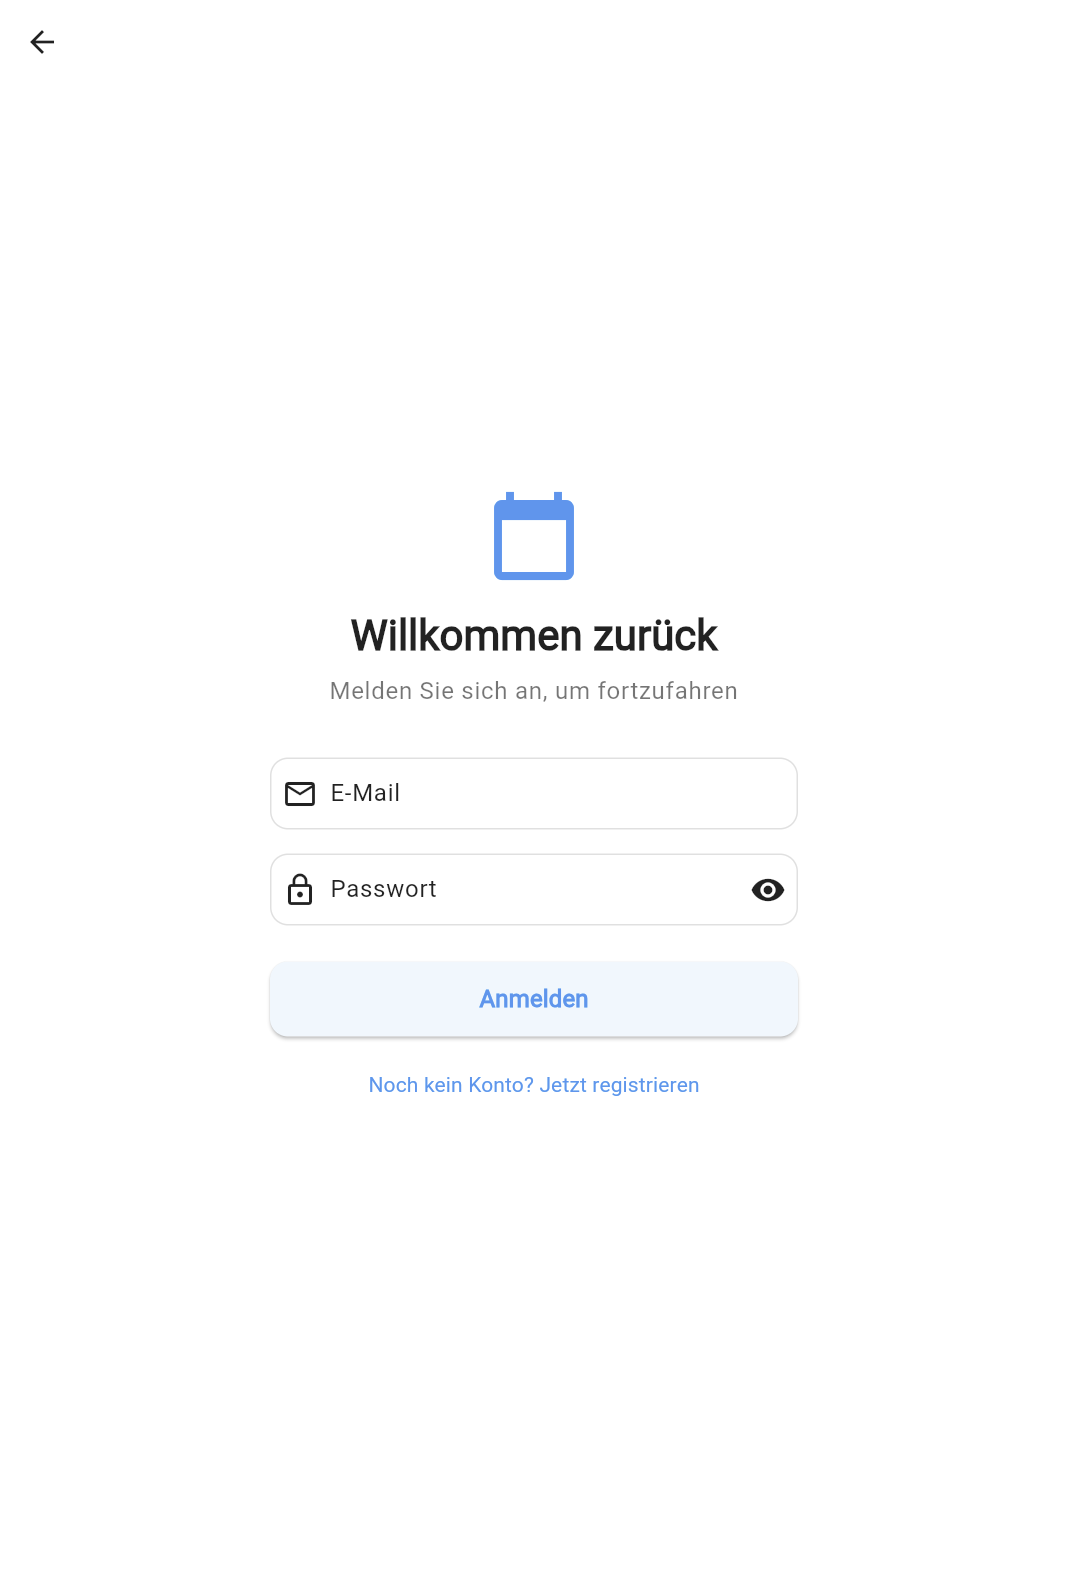 Willkommen zurück
Melden Sie sich an, um fortzufahren
E-Mail
Passwort
Anmelden
Noch kein Konto? Jetzt registrieren